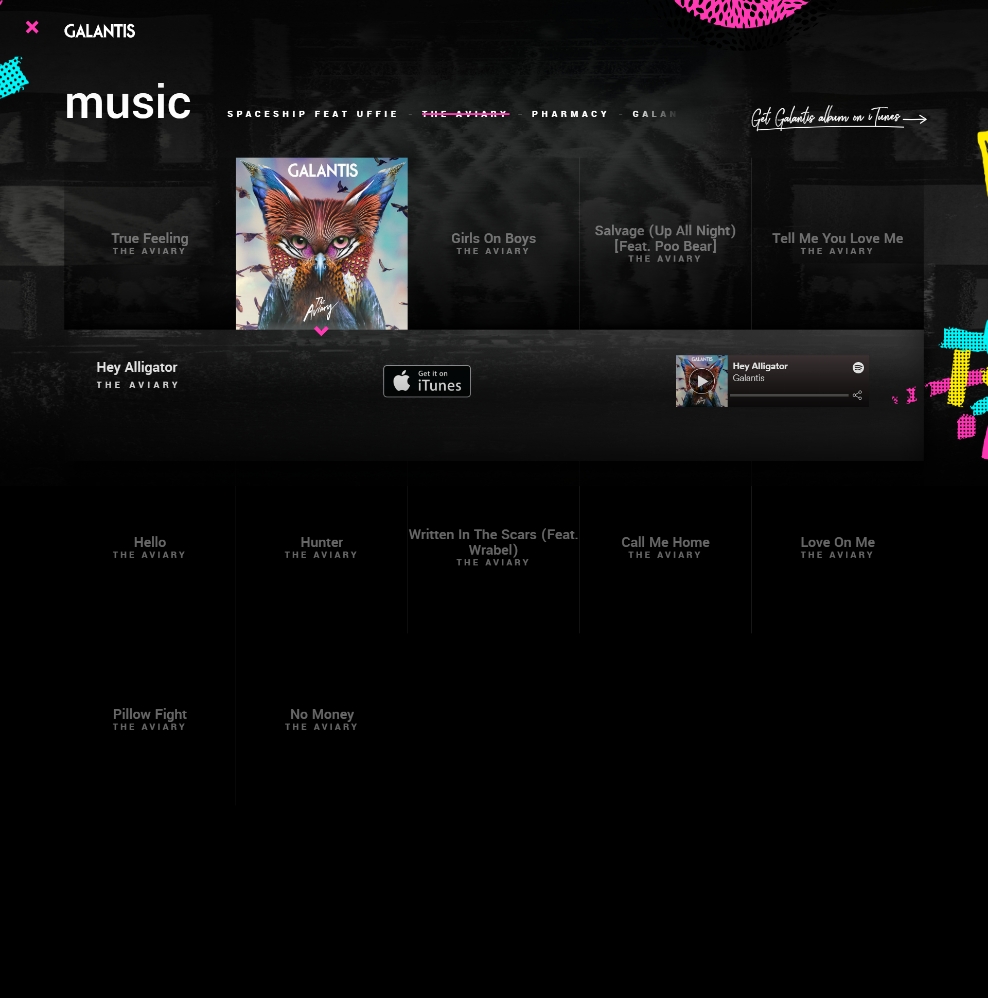 GALANTIS
music
SPACESHIP FEAT UFFIE - THE AVIARY - PHARMACY - GALAN
Get Galantis album on iTunes
GALANTIS
The
Aviary
True Feeling
THE AVIARY
Girls On Boys
THE AVIARY
Salvage (Up All Night)
[Feat. Poo Bear]
THE AVIARY
Tell Me You Love Me
THE AVIARY
Hey Alligator
THE AVIARY
Get it on
iTunes
GALANTIS
Hey Alligator
Galantis
Hello
THE AVIARY
Hunter
THE AVIARY
Written In The Scars (Feat.
Wrabel)
THE AVIARY
Call Me Home
THE AVIARY
Love On Me
THE AVIARY
Pillow Fight
THE AVIARY
No Money
THE AVIARY